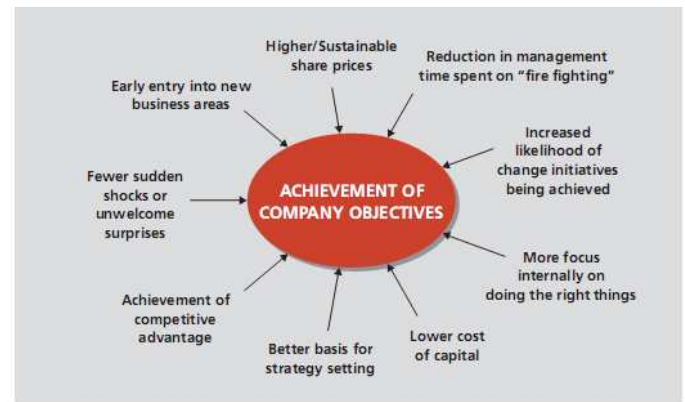 Higher/Sustainable
share prices
Reduction in management
time spent on “fire fighting”
Early entry into new
business areas
Increased
likelihood of
change initiatives
being achieved
Fewer sudden
shocks or
unwelcome
surprises
ACHIEVEMENT OF
COMPANY OBJECTIVES
More focus
internally on
doing the right things
Achievement of
competitive
advantage
Better basis for
strategy setting
Lower cost
of capital